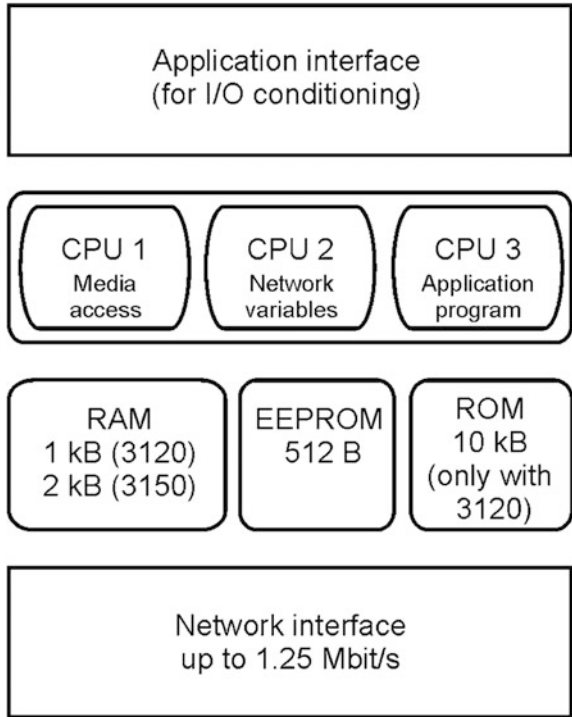 Application interface
(for I/O conditioning)
CPU 1
Media
access
CPU 2
Network
variables
CPU 3
Application
program
RAM
1 kB (3120)
2 kB (3150)
EEPROM
512 B
ROM
10 kB
(only with
3120)
Network interface
up to 1.25 Mbit/s